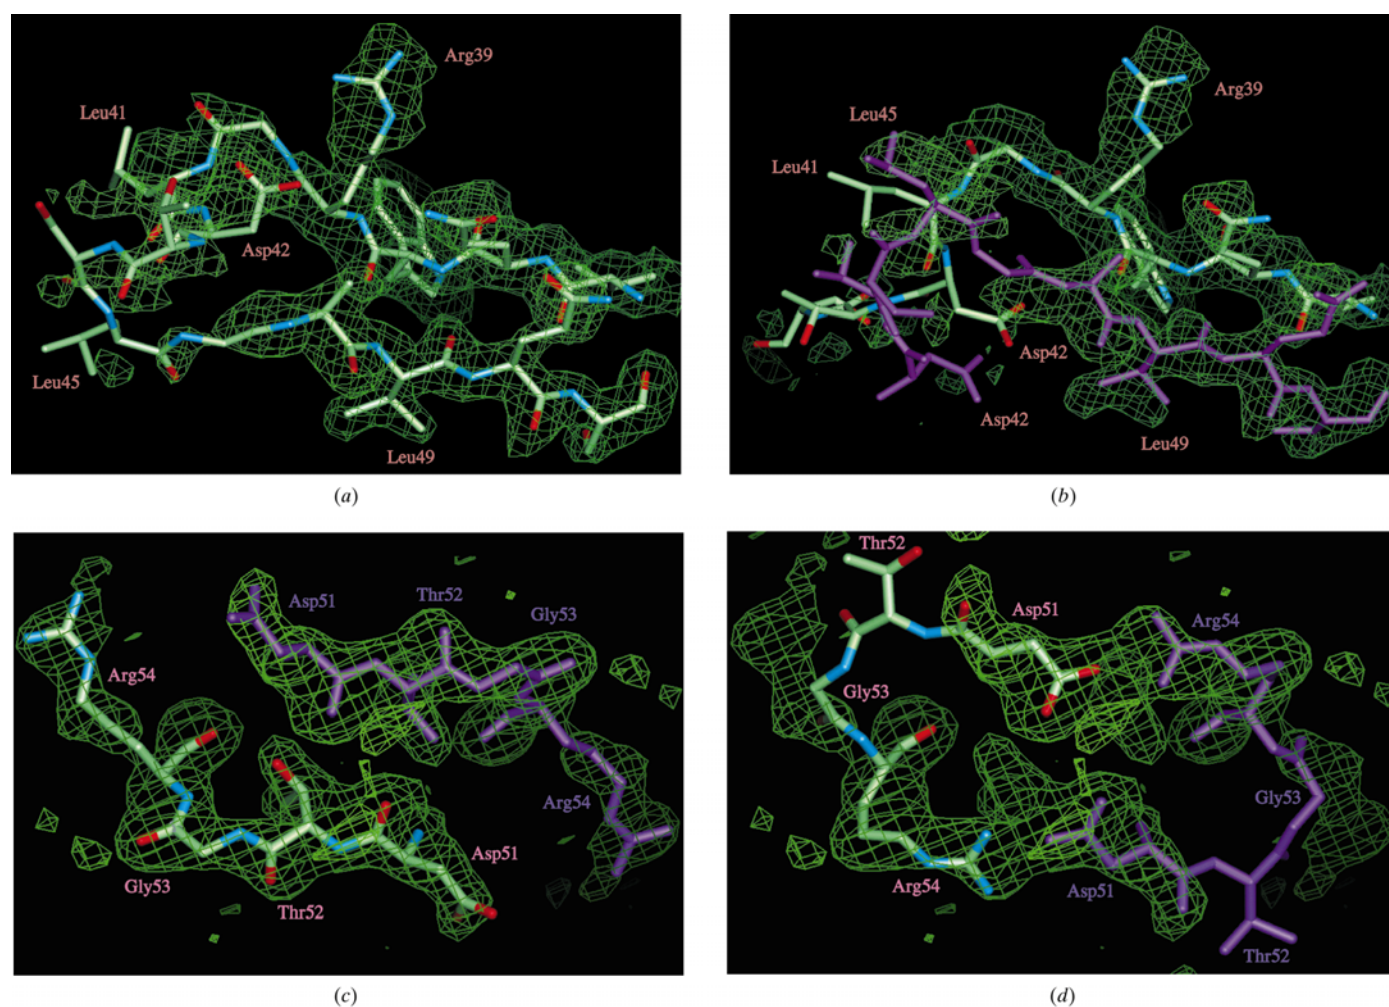 Arg39
Leu41
Asp42
Leu45
Leu49
(a)
Arg39
Leu45
Leu41
Asp42
Asp42
Leu49
(b)
Asp51
Thr52
Gly53
Arg54
Arg54
Asp51
Gly53
Thr52
(c)
Thr52
Asp51
Arg54
Gly53
Gly53
Arg54
Asp51
Thr52
(d)